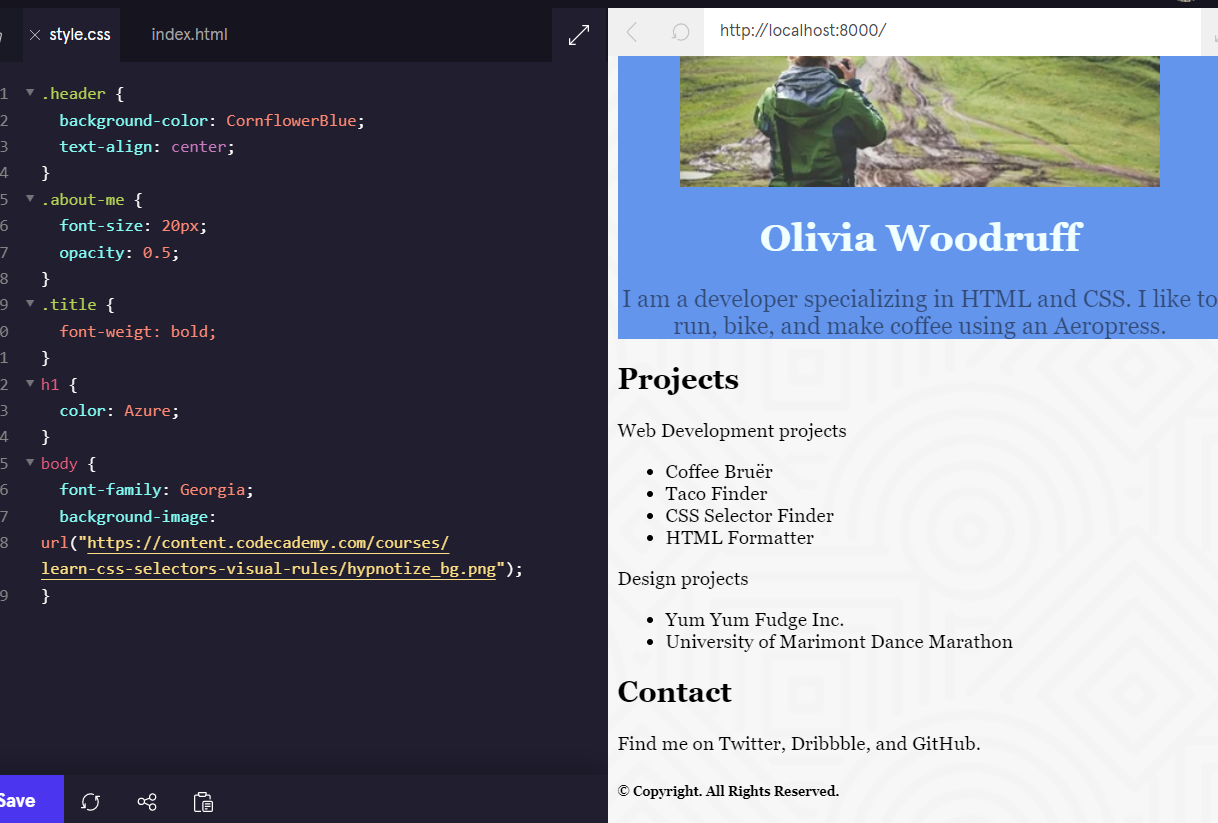 style.css
index.html
http://localhost:8000/
1 .header {
2 background-color: CornflowerBlue;
3 text-align: center;
4 }
5 .about-me {
6 font-size: 20px;
7 opacity: 0.5;
8 }
9 .title {
0 font-weigt: bold;
1 }
2 h1 {
3 color: Azure;
4 }
5 body {
6 font-family: Georgia;
7 background-image:
8 url("https://content.codecademy.com/courses/
learn-css-selectors-visual-rules/hypnotize_bg.png");
9 }
Save
Olivia Woodruff
I am a developer specializing in HTML and CSS. I like to
run, bike, and make coffee using an Aeropress.
Projects
Web Development projects
• Coffee Bruër
• Taco Finder
• CSS Selector Finder
• HTML Formatter
Design projects
• Yum Yum Fudge Inc.
• University of Marimont Dance Marathon
Contact
Find me on Twitter, Dribbble, and GitHub.
© Copyright. All Rights Reserved.